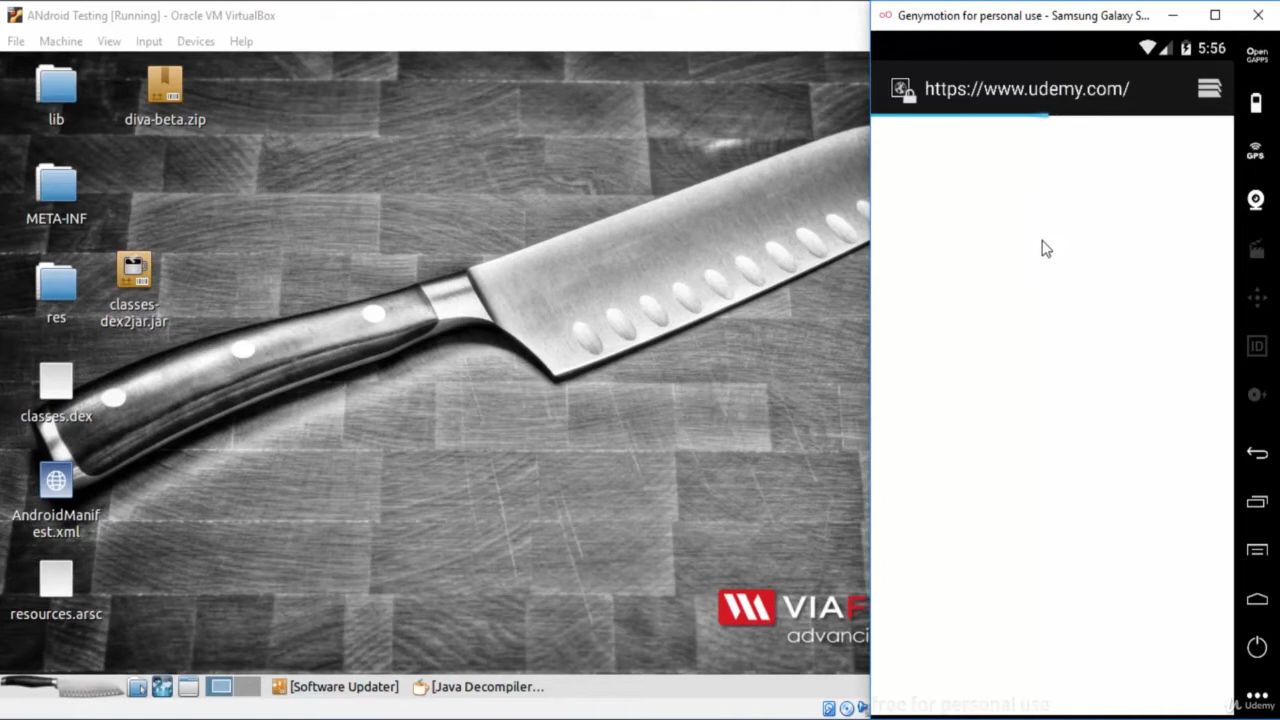 ANdroid Testing [Running] - Oracle VM VirtualBox
File Machine View Input Devices Help
lib
diva-beta.zip
META-INF
res
classes-
dex2jar.jar
classes.dex
AndroidManif
est.xml
resources.arsc
VIAF
advanci
[Software Updater]
[Java Decompiler...
Genymotion for personal use - Samsung Galaxy S...
5:56
https://www.udemy.com/
free for personal use
Open
GAPPS
GPS
ID
Udemy